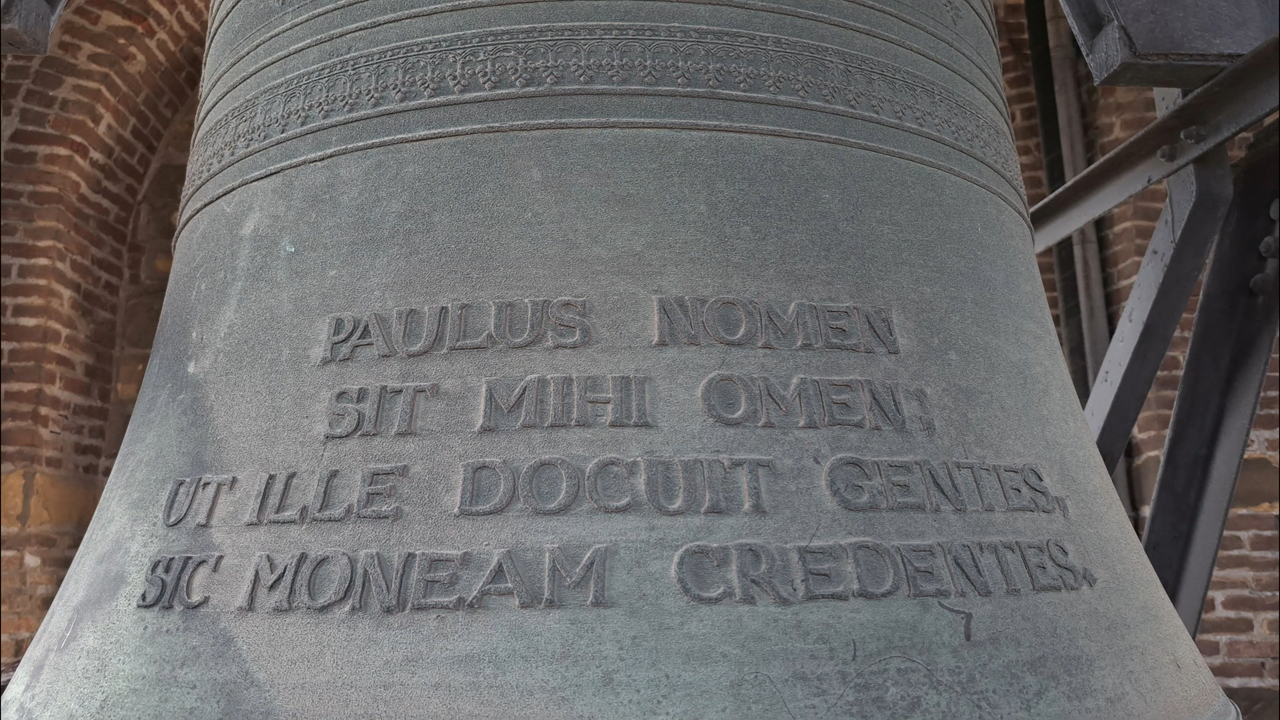 PAULUS NOMEN
SIT MIHI OMEN;
UT ILLE DOCUIT GENTES,
SIC MONEAM CREDENTES.